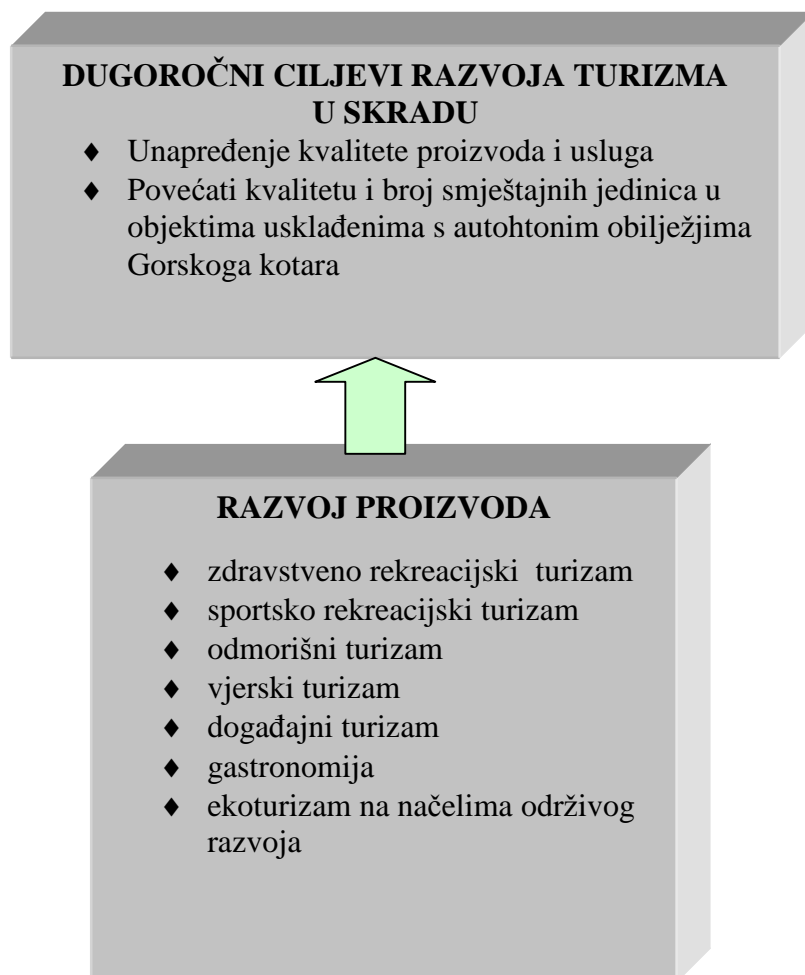 DUGOROČNI CILJEVI RAZVOJA TURIZMA
U SKRADU
♦ Unapređenje kvalitete proizvoda i usluga
♦ Povećati kvalitetu i broj smještajnih jedinica u
objektima usklađenima s autohtonim obilježjima
Gorskoga kotara
RAZVOJ PROIZVODA
♦ zdravstveno rekreacijski turizam
♦ sportsko rekreacijski turizam
♦ odmorišni turizam
♦ vjerski turizam
♦ događajni turizam
♦ gastronomija
♦ ekoturizam na načelima održivog
razvoja